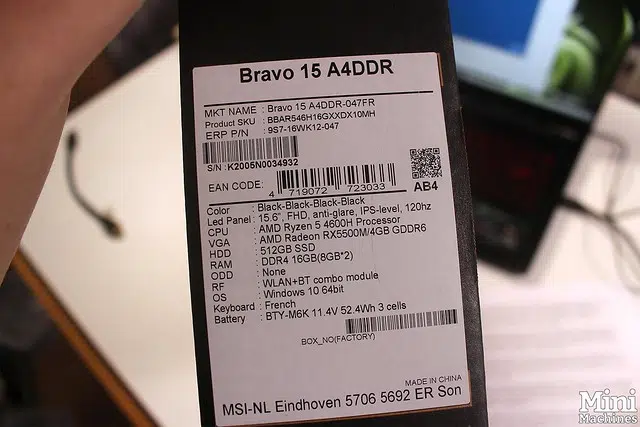 Bravo 15 A4DDR
MKT NAME : Bravo 15 A4DDR-047FR
Product SKU : BBAR546H16GXXDX10MH
ERP P/N : 9S7-16WK12-047
S/N :K2005N0034932
EAN CODE: 4 719072 723033
AB4
Color : Black-Black-Black-Black
Led Panel : 15.6", FHD, anti-glare, IPS-level, 120hz
CPU : AMD Ryzen 5 4600H Processor
VGA : AMD Radeon RX5500M/4GB GDDR6
HDD : 512GB SSD
RAM : DDR4 16GB(8GB*2)
ODD : None
RF : WLAN+BT combo module
OS : Windows 10 64bit
Keyboard : French
Battery : BTY-M6K 11.4V 52.4Wh 3 cells
BOX_NO(FACTORY)
MADE IN CHINA
MSI-NL Eindhoven 5706 5692 ER Son
Mini
Machines